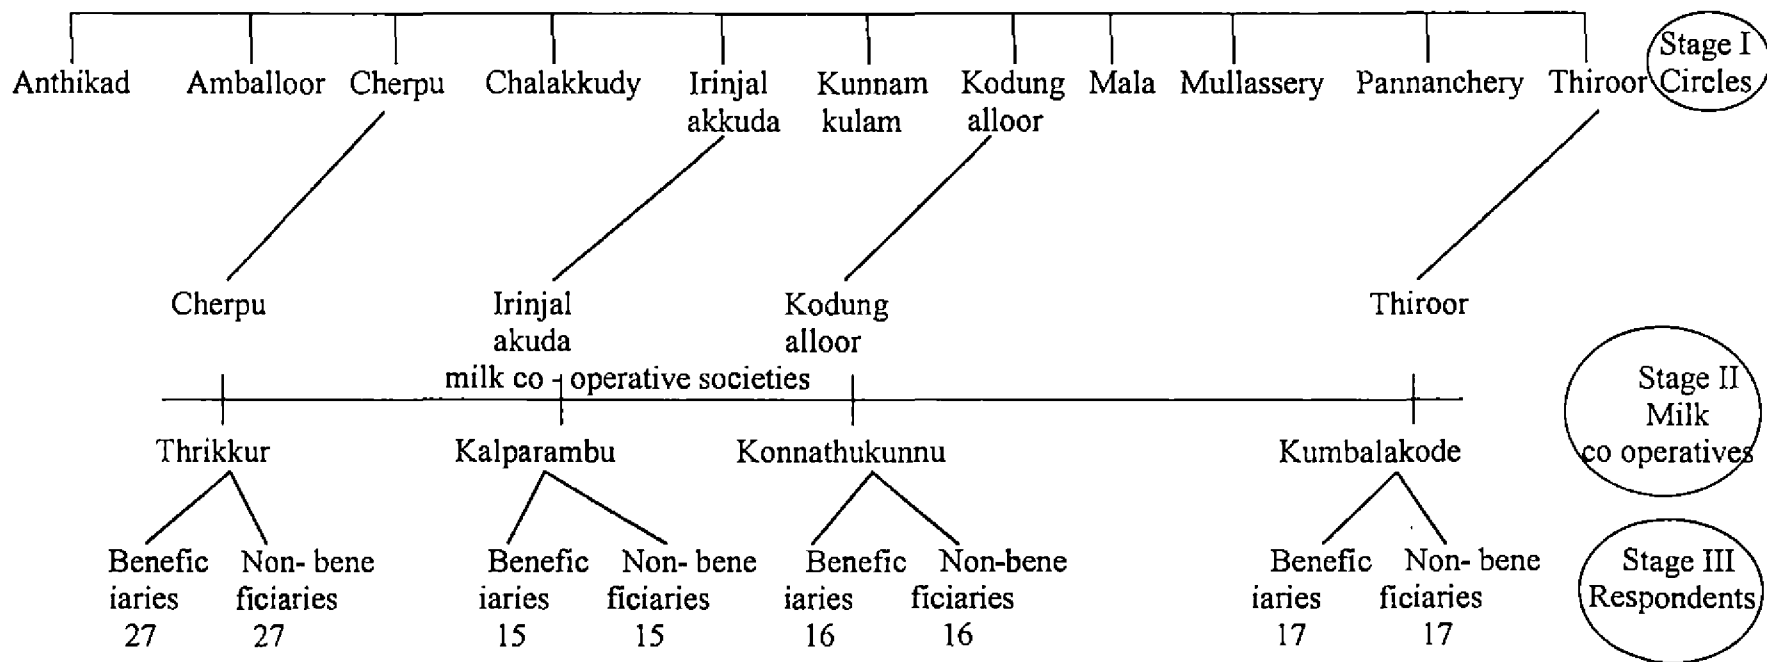 Stage I
Anthikad Amballoor Cherpu Chalakkudy Irinjal Kunnam Kodung Mala Mullassery Pannanchery Thiroor Circles
akkuda kulam alloor
Cherpu Irinjal Kodung Thiroor
akuda alloor
milk co - operative societies Stage II
Milk
Thrikkur Kalparambu Konnathukunnu Kumbalakode co operatives
Benefic Non- bene Benefic Non- bene Benefic Non-bene Benefic Non- bene Stage III
iaries ficiaries iaries ficiaries iaries ficiaries iaries ficiaries Respondents
27 27 15 15 16 16 17 17